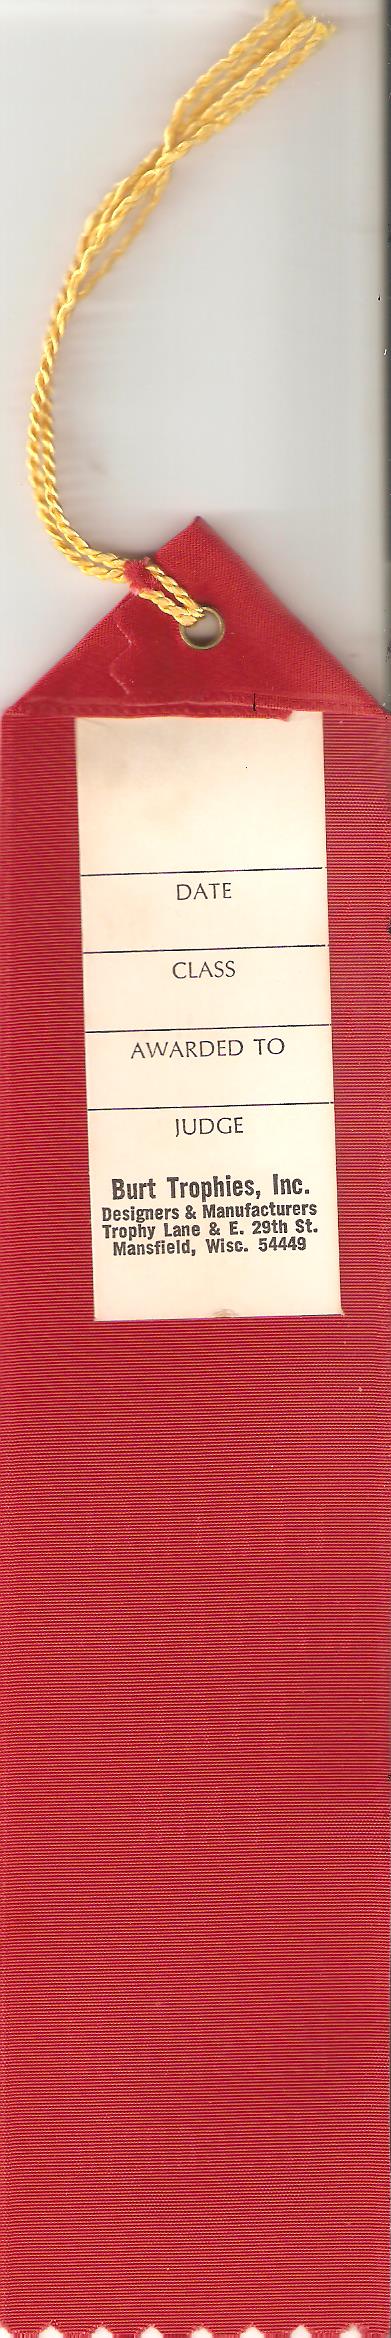 DATE
CLASS
AWARDED TO
JUDGE
Burt Trophies, Inc.
Designers & Manufacturers
Trophy Lane & E. 29th St.
Mansfield, Wisc. 54449